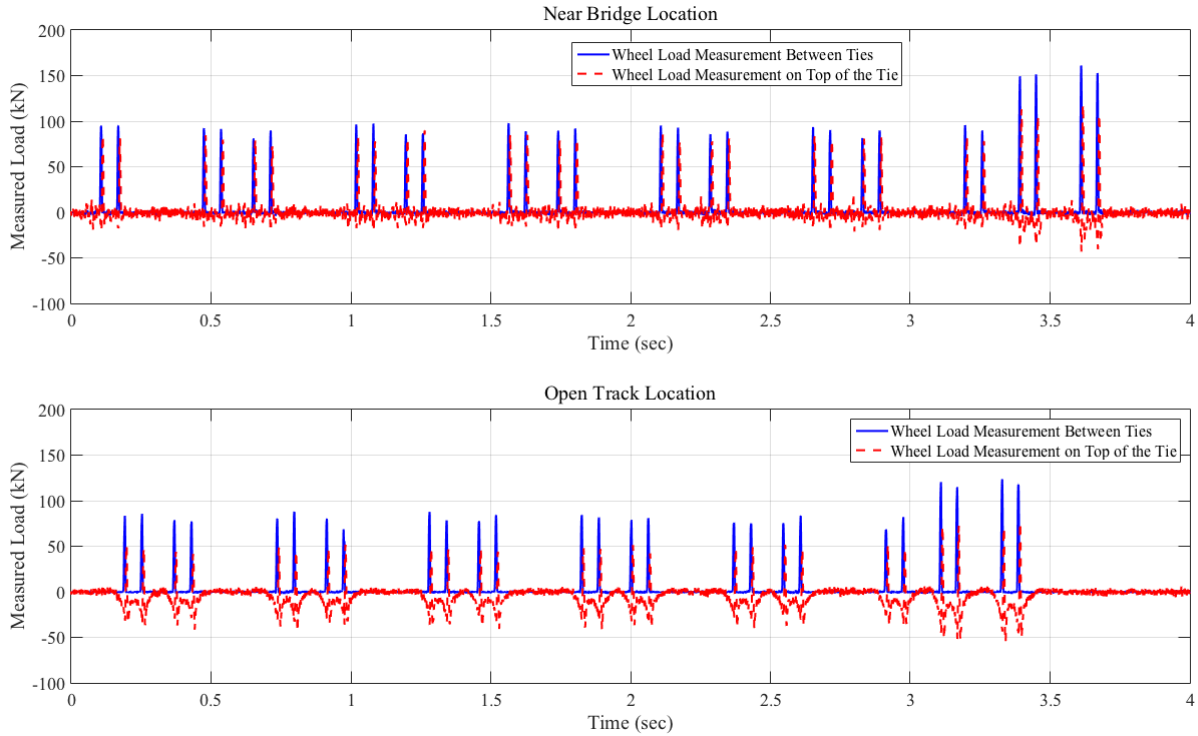 Near Bridge Location
200
150
100
50
0
-50
-100
Measured Load (kN)
Wheel Load Measurement Between Ties
Wheel Load Measurement on Top of the Tie
0 0.5 1 1.5 2 2.5 3 3.5 4
Time (sec)
Open Track Location
200
150
100
50
0
-50
-100
Measured Load (kN)
Wheel Load Measurement Between Ties
Wheel Load Measurement on Top of the Tie
0 0.5 1 1.5 2 2.5 3 3.5 4
Time (sec)